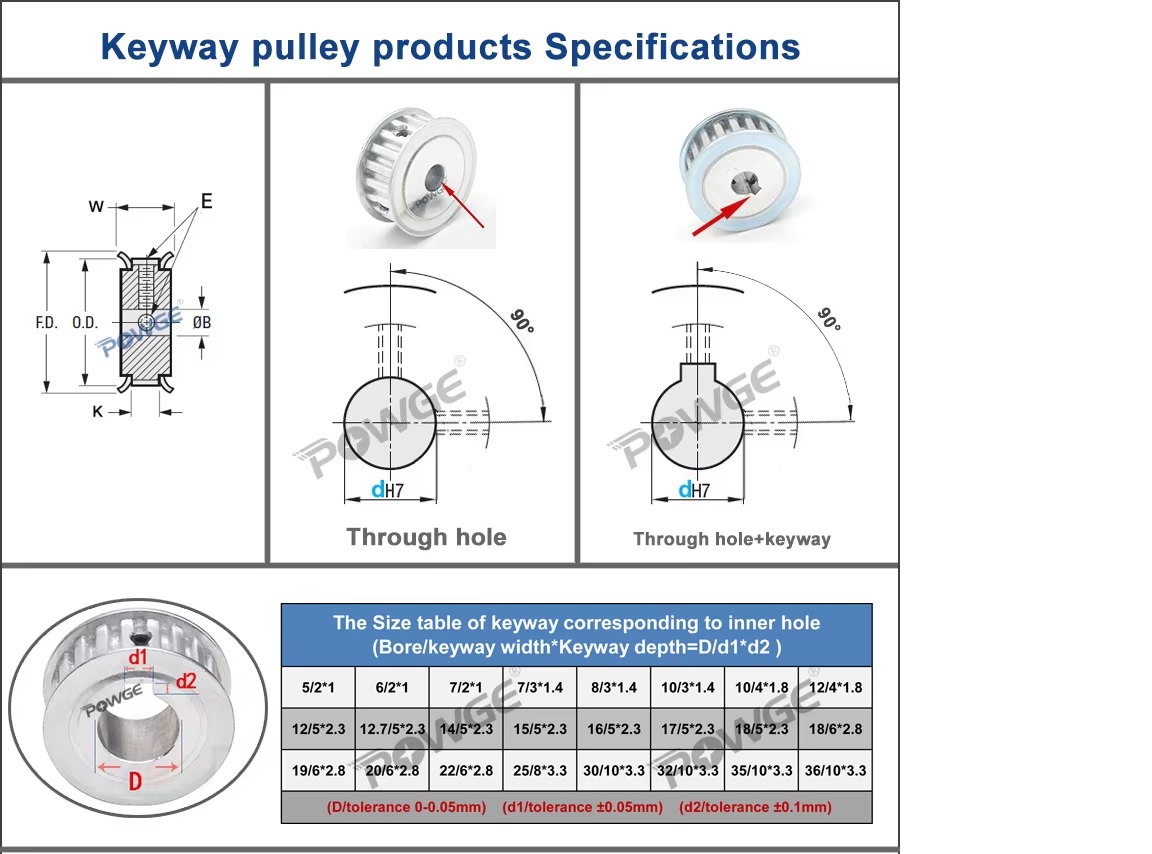 Keyway pulley products Specifications
W
E
F.D.
O.D.
ØB
K
POWGE®
POWGE
90°
POWGE®
dH7
Through hole
90°
POWGE®
dH7
Through hole+keyway
d1
d2
POWGE
D
The Size table of keyway corresponding to inner hole
(Bore/keyway width*Keyway depth=D/d1*d2 )
5/2*1 6/2*1 7/2*1 7/3*1.4 8/3*1.4 10/3*1.4 10/4*1.8 12/4*1.8
12/5*2.3 12.7/5*2.3 14/5*2.3 15/5*2.3 16/5*2.3 17/5*2.3 18/5*2.3 18/6*2.8
19/6*2.8 20/6*2.8 22/6*2.8 25/8*3.3 30/10*3.3 32/10*3.3 35/10*3.3 36/10*3.3
POWGE®
POWGE®
(D/tolerance 0-0.05mm) (d1/tolerance ±0.05mm) (d2/tolerance ±0.1mm)